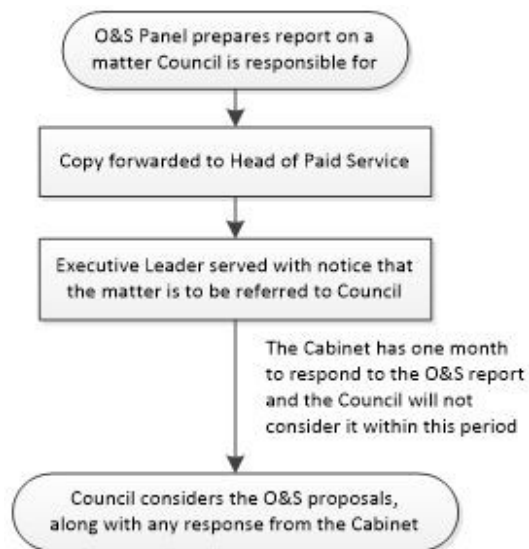 O&S Panel prepares report on a
matter Council is responsible for
Copy forwarded to Head of Paid Service
Executive Leader served with notice that
the matter is to be referred to Council
The Cabinet has one month
to respond to the O&S report
and the Council will not
consider it within this period
Council considers the O&S proposals,
along with any response from the Cabinet